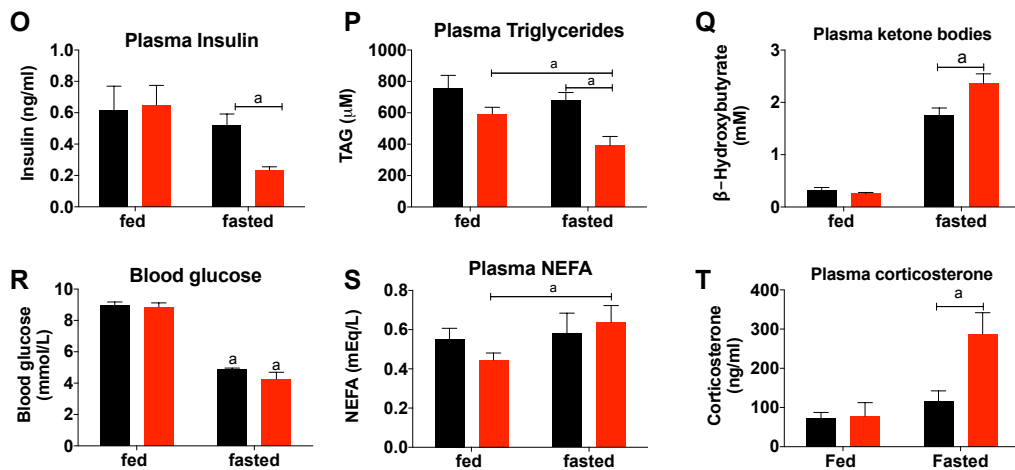 O
Plasma Insulin
Insulin (ng/ml)
1.0
0.8
0.6
0.4
0.2
0.0
a
fed
fasted
P
Plasma Triglycerides
TAG (μM)
1000
800
600
400
200
0
a
a
fed
fasted
Q
Plasma ketone bodies
β-Hydroxybutyrate
(mM)
3
2
1
0
a
fed
fasted
R
Blood glucose
Blood glucose
(mmol/L)
10
8
6
4
2
0
a
a
fed
fasted
S
Plasma NEFA
NEFA (mEq/L)
0.8
0.6
0.4
0.2
0.0
a
fed
fasted
T
Plasma corticosterone
Corticosterone
(ng/ml)
400
300
200
100
0
a
Fed
Fasted